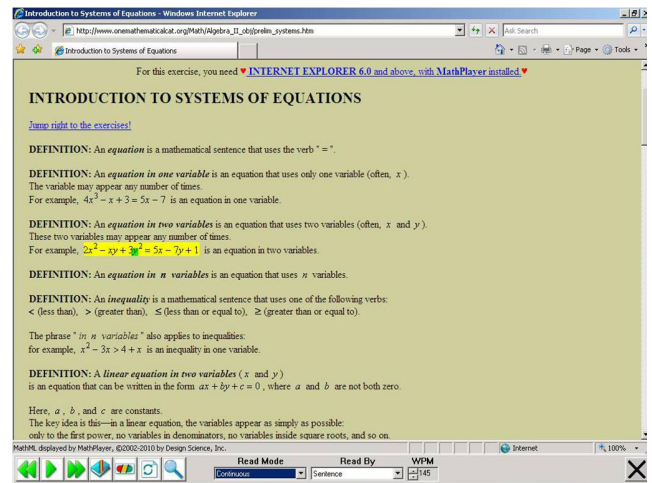 Introduction to Systems of Equations - Windows Internet Explorer
http://www.onemathematicalcat.org/Math/Algebra_II_obj/prelim_systems.htm
Ask Search
Introduction to Systems of Equations
Page
Tools
For this exercise, you need ♥ INTERNET EXPLORER 6.0 and above, with MathPlayer installed.♥
INTRODUCTION TO SYSTEMS OF EQUATIONS
Jump right to the exercises!
DEFINITION: An equation is a mathematical sentence that uses the verb " = ".
DEFINITION: An equation in one variable is an equation that uses only one variable (often, x ).
The variable may appear any number of times.
For example, 4x³ − x + 3 = 5x − 7 is an equation in one variable.
DEFINITION: An equation in two variables is an equation that uses two variables (often, x and y ).
These two variables may appear any number of times.
For example, 2x² − xy + 3y² = 5x − 7y + 1 is an equation in two variables.
DEFINITION: An equation in n variables is an equation that uses n variables.
DEFINITION: An inequality is a mathematical sentence that uses one of the following verbs:
< (less than), > (greater than), ≤ (less than or equal to), ≥ (greater than or equal to).
The phrase " in n variables " also applies to inequalities:
for example, x² − 3x > 4 + x is an inequality in one variable.
DEFINITION: A linear equation in two variables ( x and y )
is an equation that can be written in the form ax + by + c = 0 , where a and b are not both zero.
Here, a , b , and c are constants.
The key idea is this—in a linear equation, the variables appear as simply as possible:
only to the first power, no variables in denominators, no variables inside square roots, and so on.
MathML displayed by MathPlayer, ©2002-2010 by Design Science, Inc.
Internet
100%
Read Mode
Read By
WPM
Continuous
Sentence
145